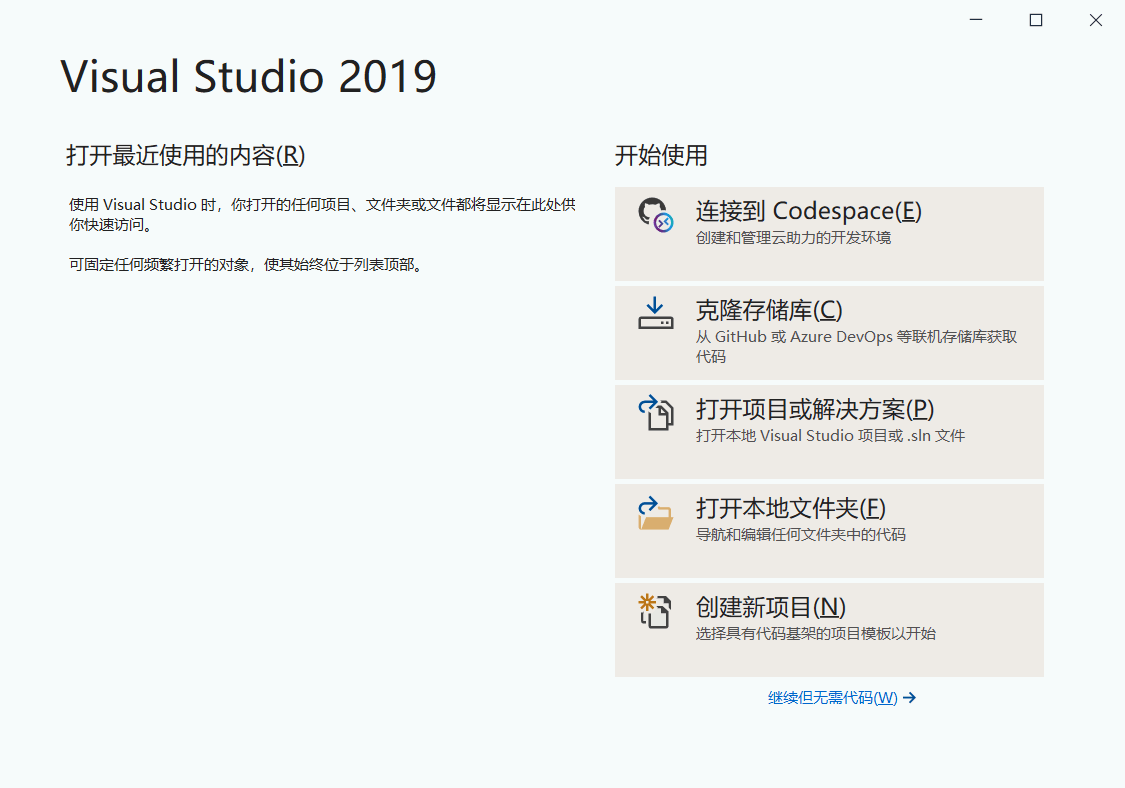 Visual Studio 2019
打开最近使用的内容(R)
使用 Visual Studio 时，你打开的任何项目、文件夹或文件都将显示在此处供
你快速访问。
可固定任何频繁打开的对象，使其始终位于列表顶部。
开始使用
连接到 Codespace(E)
创建和管理云助力的开发环境
克隆存储库(C)
从 GitHub 或 Azure DevOps 等联机存储库获取
代码
打开项目或解决方案(P)
打开本地 Visual Studio 项目或 .sln 文件
打开本地文件夹(F)
导航和编辑任何文件夹中的代码
创建新项目(N)
选择具有代码基架的项目模板以开始
继续但无需代码(W) →